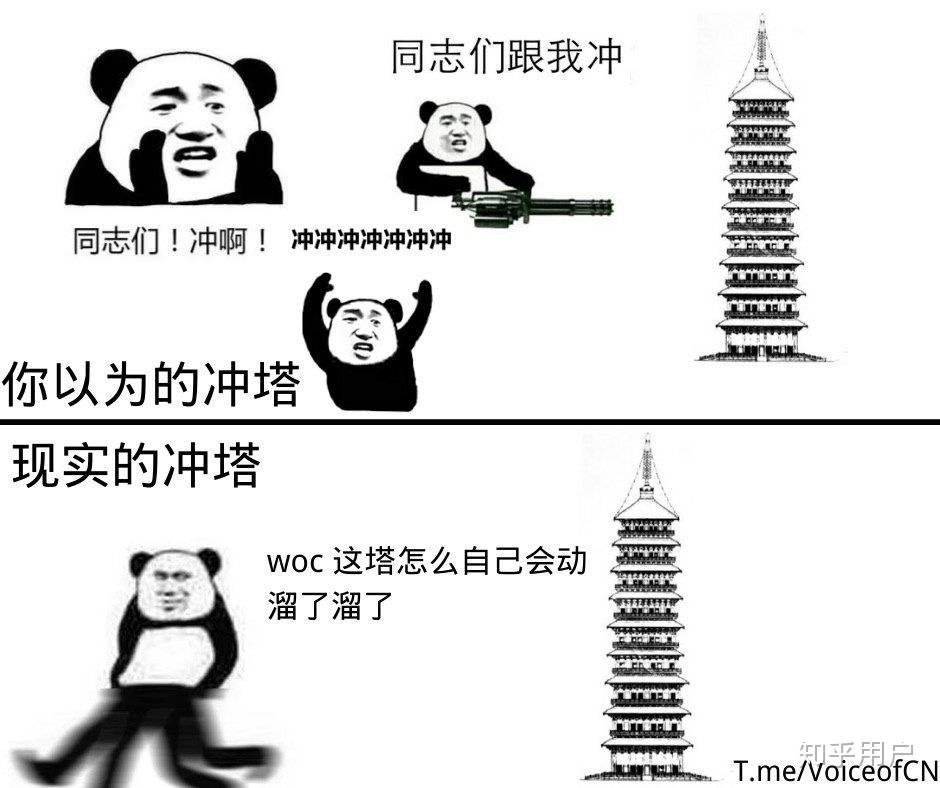 同志们跟我冲
同志们！冲啊！
冲冲冲冲冲冲冲
你以为的冲塔
现实的冲塔
woc 这塔怎么自己会动
溜了溜了
知乎用户
T.me/VoiceofCN